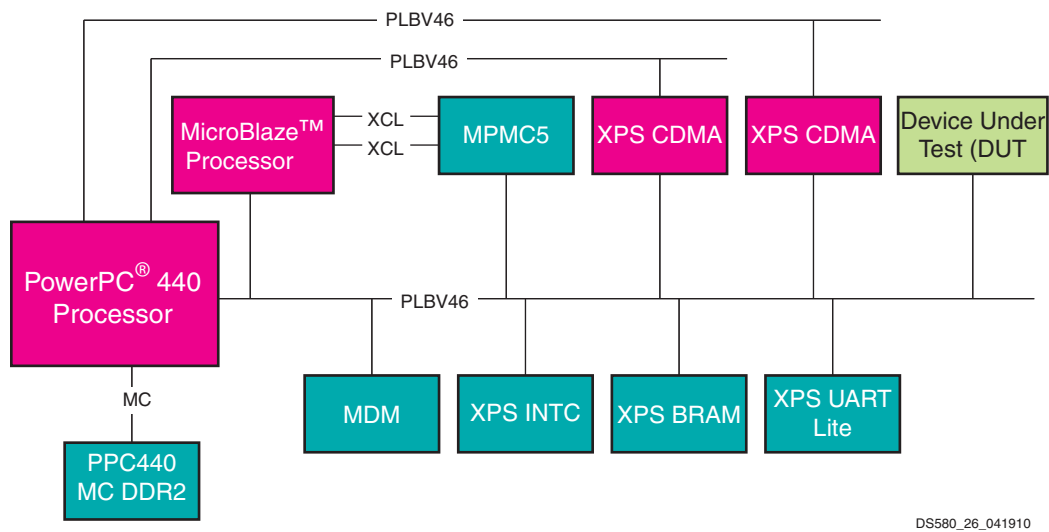 PLBV46
PLBV46
MicroBlaze™
Processor
XCL
XCL
MPMC5
XPS CDMA
XPS CDMA
Device Under
Test (DUT
PowerPC® 440
Processor
PLBV46
MC
MDM
XPS INTC
XPS BRAM
XPS UART
Lite
PPC440
MC DDR2
DS580_26_041910